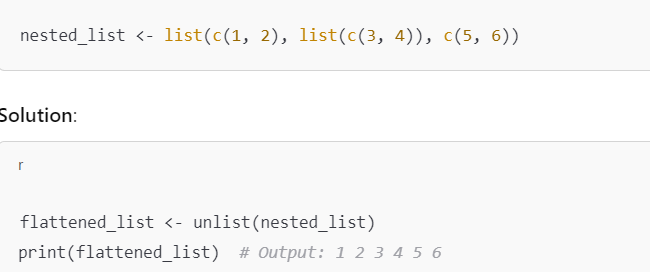 nested_list <- list(c(1, 2), list(c(3, 4)), c(5, 6))
Solution:
r
flattened_list <- unlist(nested_list)
print(flattened_list)  # Output: 1 2 3 4 5 6